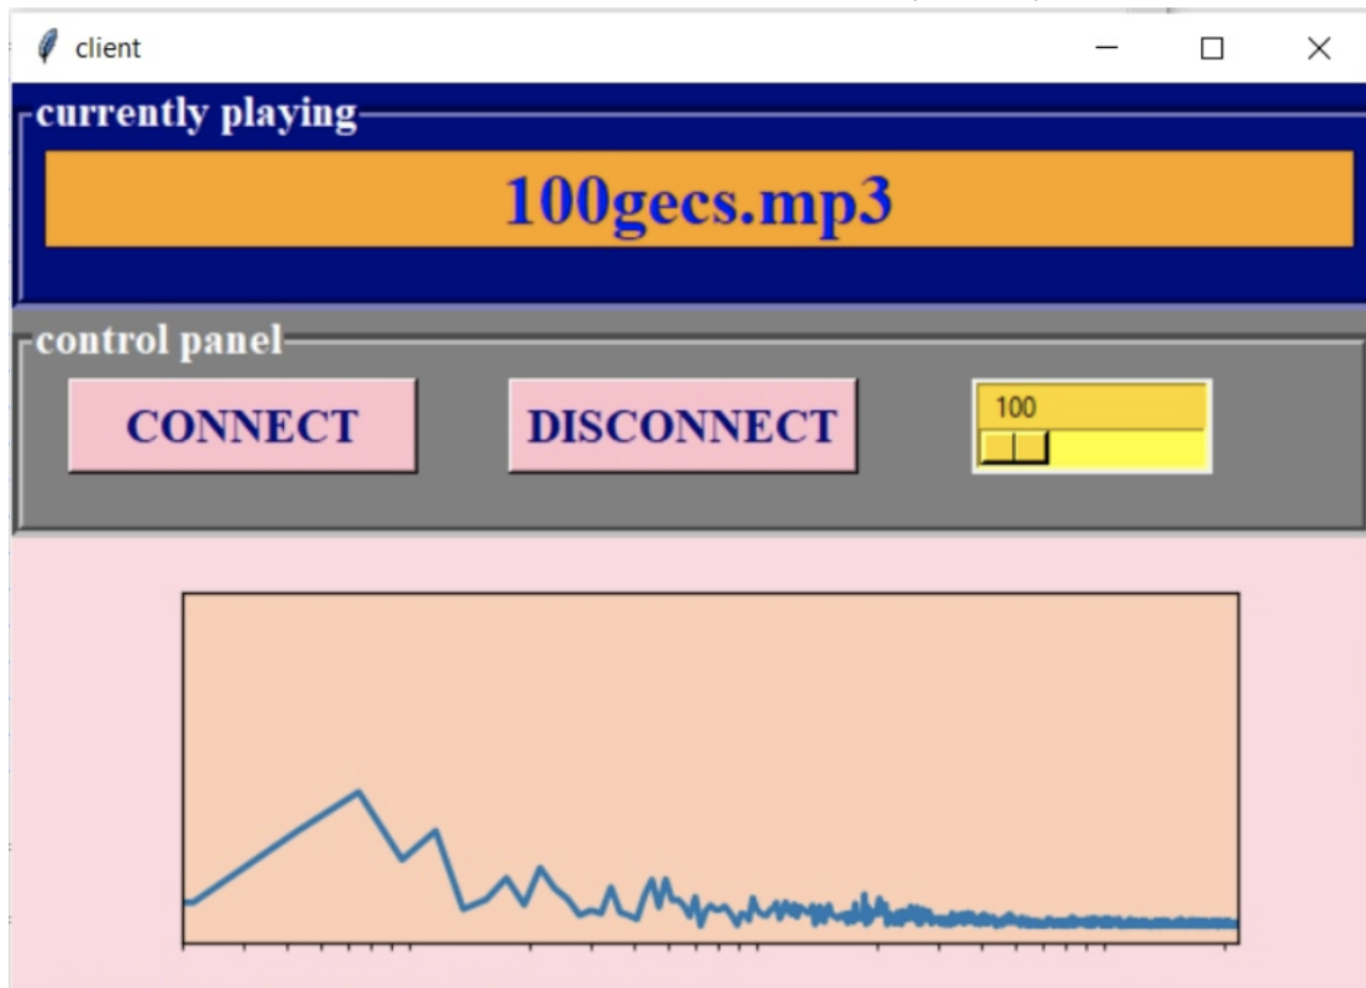 client
currently playing
100gecs.mp3
control panel
CONNECT DISCONNECT 100